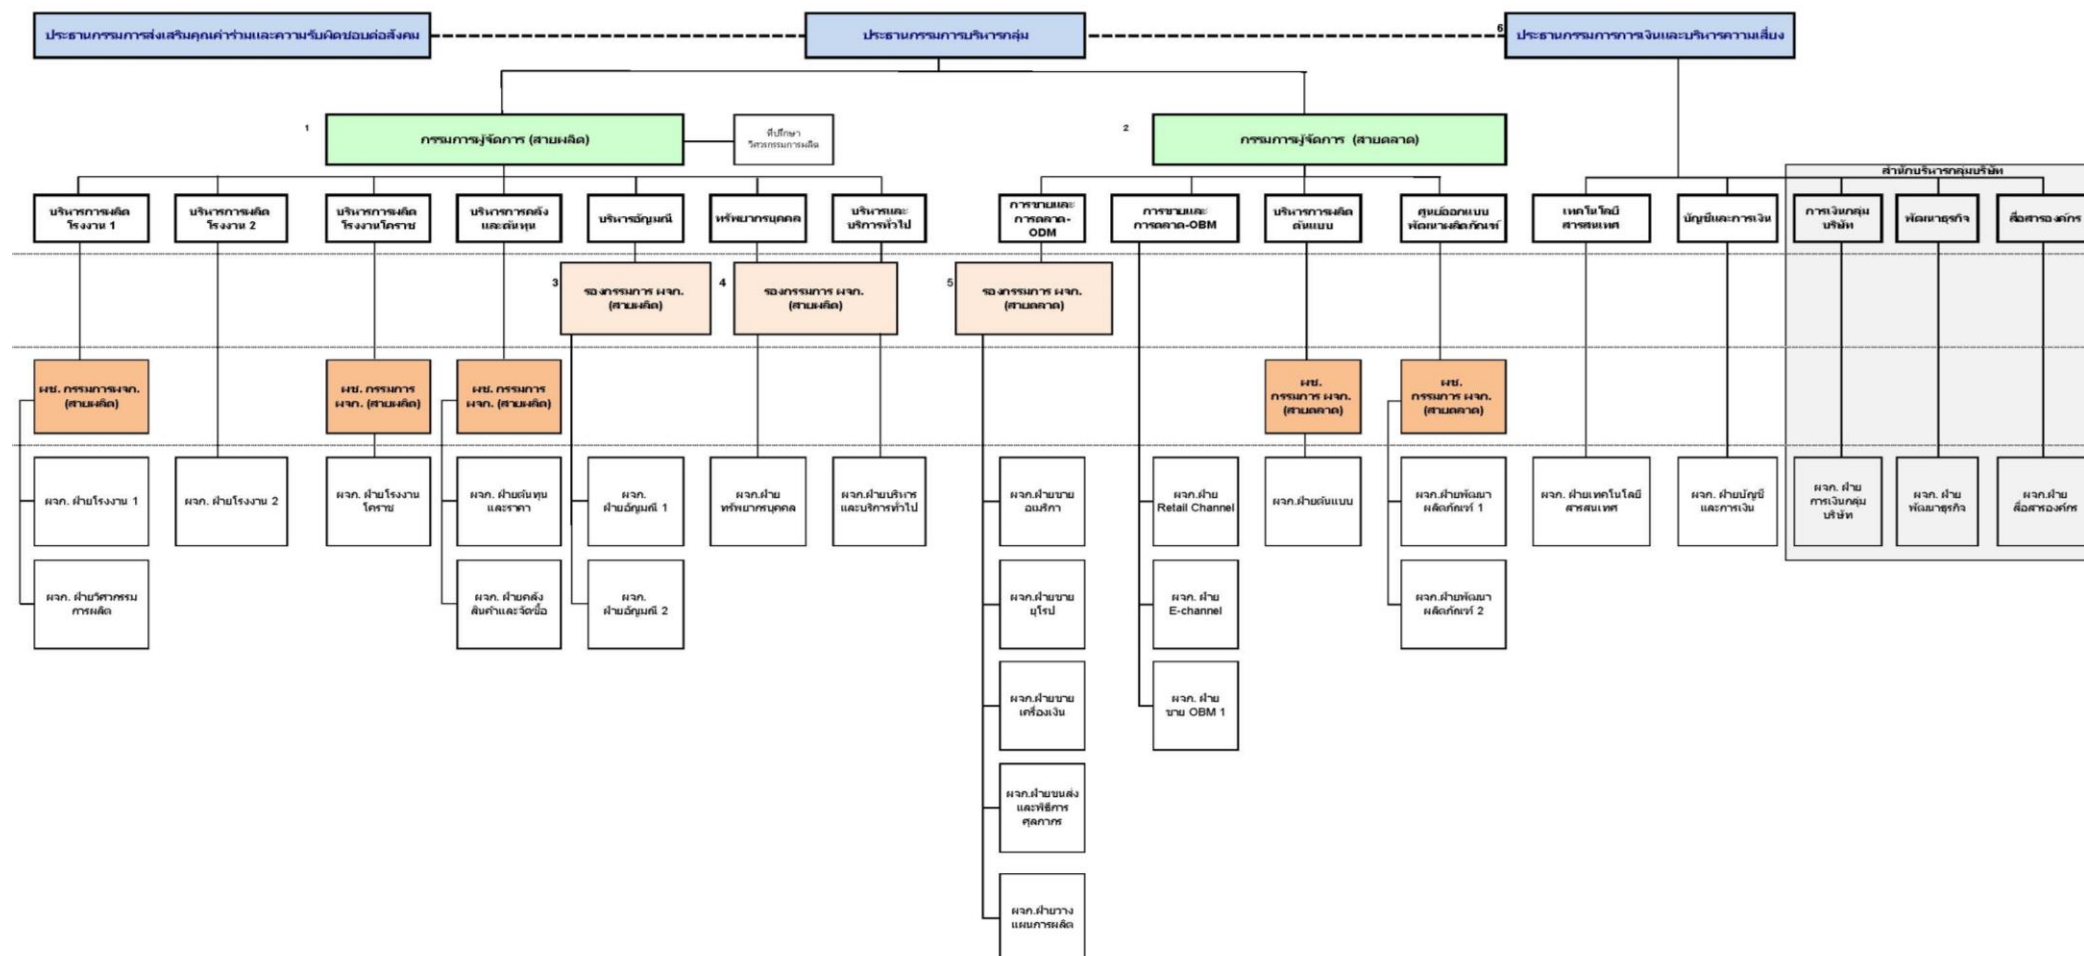 ประธานกรรมการส่งเสริมคุณค่าร่วมและความรับผิดชอบต่อสังคม
ประธานกรรมการบริหารกลุ่ม
6
ประธานกรรมการการเงินและบริหารความเสี่ยง
1
กรรมการผู้จัดการ (สายผลิต)
ที่ปรึกษา
วิศวกรรมการผลิต
2
กรรมการผู้จัดการ (สายตลาด)
สำนักบริหารกลุ่มบริษัท
บริหารการผลิต
โรงงาน 1
บริหารการผลิต
โรงงาน 2
บริหารการผลิต
โรงงานโคราช
บริหารการคลัง
และต้นทุน
บริหารอัญมณี
ทรัพยากรบุคคล
บริหารและ
บริการทั่วไป
การขายและ
การตลาด-
ODM
การขายและ
การตลาด-OBM
บริหารการผลิต
ต้นแบบ
ศูนย์ออกแบบ
พัฒนาผลิตภัณฑ์
เทคโนโลยี
สารสนเทศ
บัญชีและการเงิน
การเงินกลุ่ม
บริษัท
พัฒนาธุรกิจ
สื่อสารองค์กร
3
รองกรรมการ ผจก.
(สายผลิต)
4
รองกรรมการ ผจก.
(สายผลิต)
5
รองกรรมการ ผจก.
(สายตลาด)
ผช. กรรมการผจก.
(สายผลิต)
ผช. กรรมการ
ผจก. (สายผลิต)
ผช. กรรมการ
ผจก. (สายผลิต)
ผช.
กรรมการ ผจก.
(สายตลาด)
ผช.
กรรมการ ผจก.
(สายตลาด)
ผจก. ฝ่ายโรงงาน 1
ผจก. ฝ่ายโรงงาน 2
ผจก. ฝ่ายโรงงาน
โคราช
ผจก. ฝ่ายต้นทุน
และราคา
ผจก.
ฝ่ายอัญมณี 1
ผจก.ฝ่าย
ทรัพยากรบุคคล
ผจก.ฝ่ายบริหาร
และบริการทั่วไป
ผจก.ฝ่ายขาย
อเมริกา
ผจก.ฝ่าย
Retail Channel
ผจก.ฝ่ายต้นแบบ
ผจก.ฝ่ายพัฒนา
ผลิตภัณฑ์ 1
ผจก. ฝ่ายเทคโนโลยี
สารสนเทศ
ผจก. ฝ่ายบัญชี
และการเงิน
ผจก. ฝ่าย
การเงินกลุ่ม
บริษัท
ผจก. ฝ่าย
พัฒนาธุรกิจ
ผจก.ฝ่าย
สื่อสารองค์กร
ผจก. ฝ่ายวิศวกรรม
การผลิต
ผจก. ฝ่ายคลัง
สินค้าและจัดซื้อ
ผจก.
ฝ่ายอัญมณี 2
ผจก.ฝ่ายขาย
ยุโรป
ผจก. ฝ่าย
E-channel
ผจก.ฝ่ายพัฒนา
ผลิตภัณฑ์ 2
ผจก.ฝ่ายขาย
เครื่องเงิน
ผจก. ฝ่าย
ขาย OBM 1
ผจก.ฝ่ายขนส่ง
และพิธีการ
ศุลกากร
ผจก.ฝ่ายวาง
แผนการผลิต